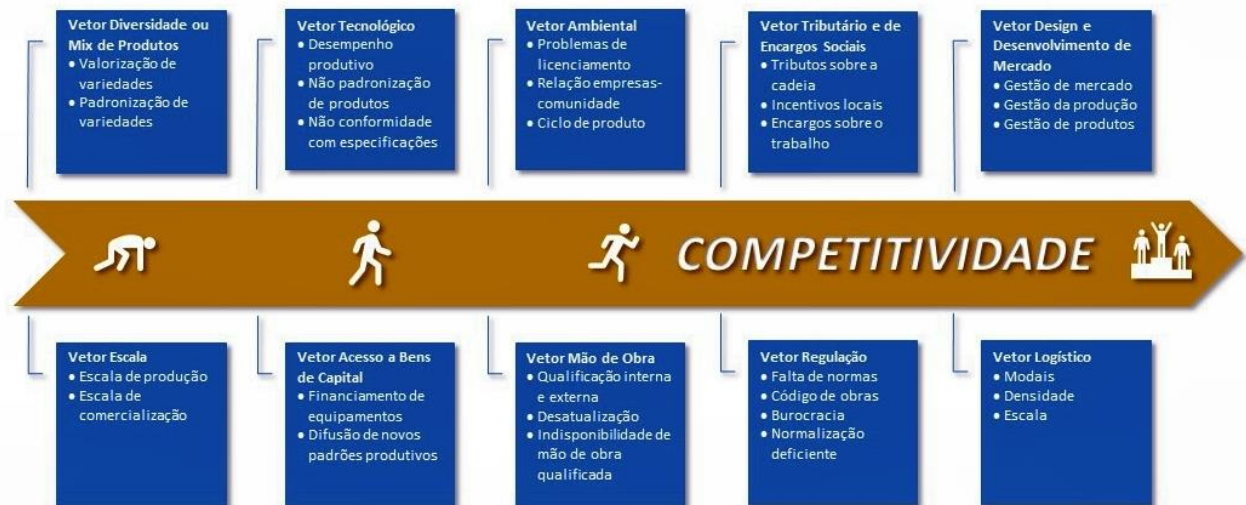 Vetor Diversidade ou
Mix de Produtos
• Valorização de
variedades
• Padronização de
variedades
Vetor Tecnológico
• Desempenho
produtivo
• Não padronização
de produtos
• Não conformidade
com especificações
Vetor Ambiental
• Problemas de
licenciamento
• Relação empresas-
comunidade
• Ciclo de produto
Vetor Tributário e de
Encargos Sociais
• Tributos sobre a
cadeia
• Incentivos locais
• Encargos sobre o
trabalho
Vetor Design e
Desenvolvimento de
Mercado
• Gestão de mercado
• Gestão da produção
• Gestão de produtos
COMPETITIVIDADE
Vetor Escala
• Escala de produção
• Escala de
comercialização
Vetor Acesso a Bens
de Capital
• Financiamento de
equipamentos
• Difusão de novos
padrões produtivos
Vetor Mão de Obra
• Qualificação interna
e externa
• Desatualização
• Indisponibilidade de
mão de obra
qualificada
Vetor Regulação
• Falta de normas
• Código de obras
• Burocracia
• Normalização
deficiente
Vetor Logístico
• Modais
• Densidade
• Escala